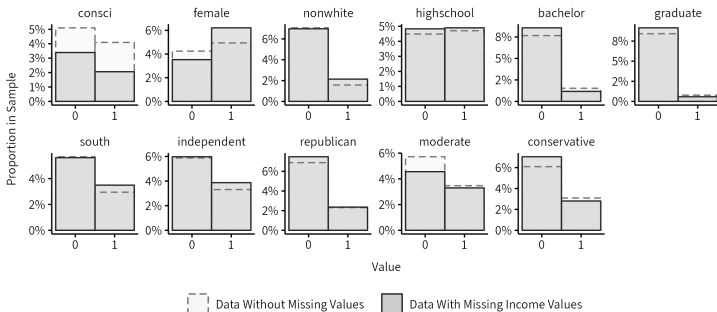 consci female nonwhite highschool bachelor graduate
5% 4% 3% 2% 1% 0%
6% 4% 2% 0%
6% 4% 2% 0%
5% 4% 3% 2% 1% 0%
8% 5% 2% 0%
8% 5% 2% 0%
0 1 0 1 0 1 0 1 0 1 0 1
Proportion in Sample
south independent republican moderate conservative
4% 2% 0%
6% 4% 2% 0%
6% 4% 2% 0%
6% 4% 2% 0%
6% 4% 2% 0%
0 1 0 1 0 1 0 1 0 1
Value
Data Without Missing Values Data With Missing Income Values